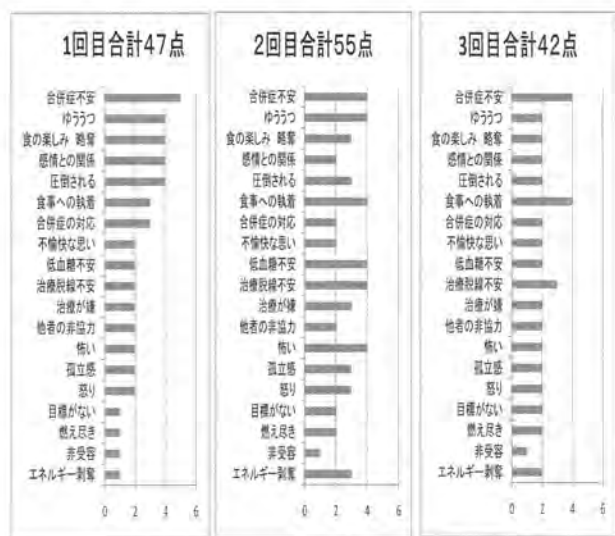 1回目合計47点
合併症不安
ゆううつ
食の楽しみ 略奪
感情との関係
圧倒される
食事への執着
合併症の対応
不愉快な思い
低血糖不安
治療脱線不安
治療が嫌
他者の非協力
怖い
孤立感
怒り
目標がない
燃え尽き
非受容
エネルギー剥奪
0 2 4 6
2回目合計55点
合併症不安
ゆううつ
食の楽しみ 略奪
感情との関係
圧倒される
食事への執着
合併症の対応
不愉快な思い
低血糖不安
治療脱線不安
治療が嫌
他者の非協力
怖い
孤立感
怒り
目標がない
燃え尽き
非受容
エネルギー剥奪
0 2 4 6
3回目合計42点
合併症不安
ゆううつ
食の楽しみ 略奪
感情との関係
圧倒される
食事への執着
合併症の対応
不愉快な思い
低血糖不安
治療脱線不安
治療が嫌
他者の非協力
怖い
孤立感
怒り
目標がない
燃え尽き
非受容
エネルギー剥奪
0 2 4 6